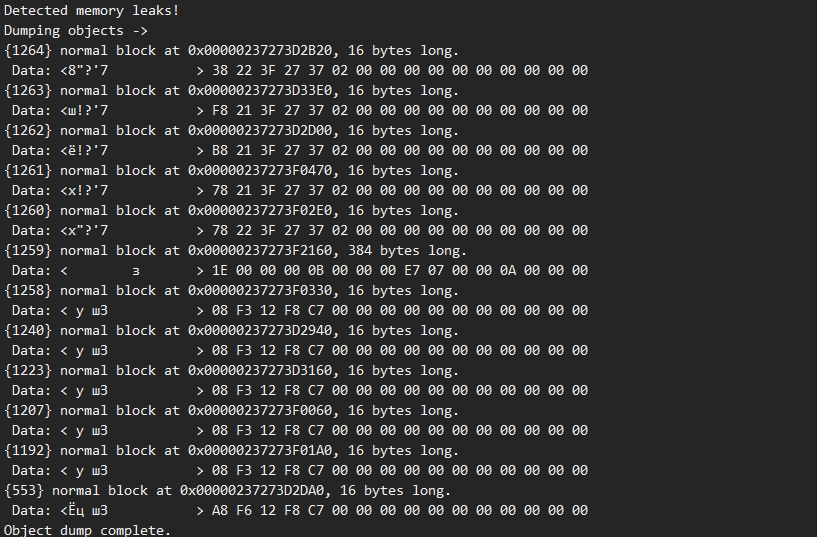 Detected memory leaks!
Dumping objects ->
{1264} normal block at 0x00000237273D2B20, 16 bytes long.
 Data: <8"?'7           > 38 22 3F 27 37 02 00 00 00 00 00 00 00 00 00 00
{1263} normal block at 0x00000237273D33E0, 16 bytes long.
 Data: <ш!?'7           > F8 21 3F 27 37 02 00 00 00 00 00 00 00 00 00 00
{1262} normal block at 0x00000237273D2D00, 16 bytes long.
 Data: <ё!?'7           > B8 21 3F 27 37 02 00 00 00 00 00 00 00 00 00 00
{1261} normal block at 0x00000237273F0470, 16 bytes long.
 Data: <x!?'7           > 78 21 3F 27 37 02 00 00 00 00 00 00 00 00 00 00
{1260} normal block at 0x00000237273F02E0, 16 bytes long.
 Data: <x"?'7           > 78 22 3F 27 37 02 00 00 00 00 00 00 00 00 00 00
{1259} normal block at 0x00000237273F2160, 384 bytes long.
 Data: <        з       > 1E 00 00 00 0B 00 00 00 E7 07 00 00 0A 00 00 00
{1258} normal block at 0x00000237273F0330, 16 bytes long.
 Data: < у шЗ           > 08 F3 12 F8 C7 00 00 00 00 00 00 00 00 00 00 00
{1240} normal block at 0x00000237273D2940, 16 bytes long.
 Data: < у шЗ           > 08 F3 12 F8 C7 00 00 00 00 00 00 00 00 00 00 00
{1223} normal block at 0x00000237273D3160, 16 bytes long.
 Data: < у шЗ           > 08 F3 12 F8 C7 00 00 00 00 00 00 00 00 00 00 00
{1207} normal block at 0x00000237273F0060, 16 bytes long.
 Data: < у шЗ           > 08 F3 12 F8 C7 00 00 00 00 00 00 00 00 00 00 00
{1192} normal block at 0x00000237273F01A0, 16 bytes long.
 Data: < у шЗ           > 08 F3 12 F8 C7 00 00 00 00 00 00 00 00 00 00 00
{553} normal block at 0x00000237273D2DA0, 16 bytes long.
 Data: <Ёц шЗ           > A8 F6 12 F8 C7 00 00 00 00 00 00 00 00 00 00 00
Object dump complete.